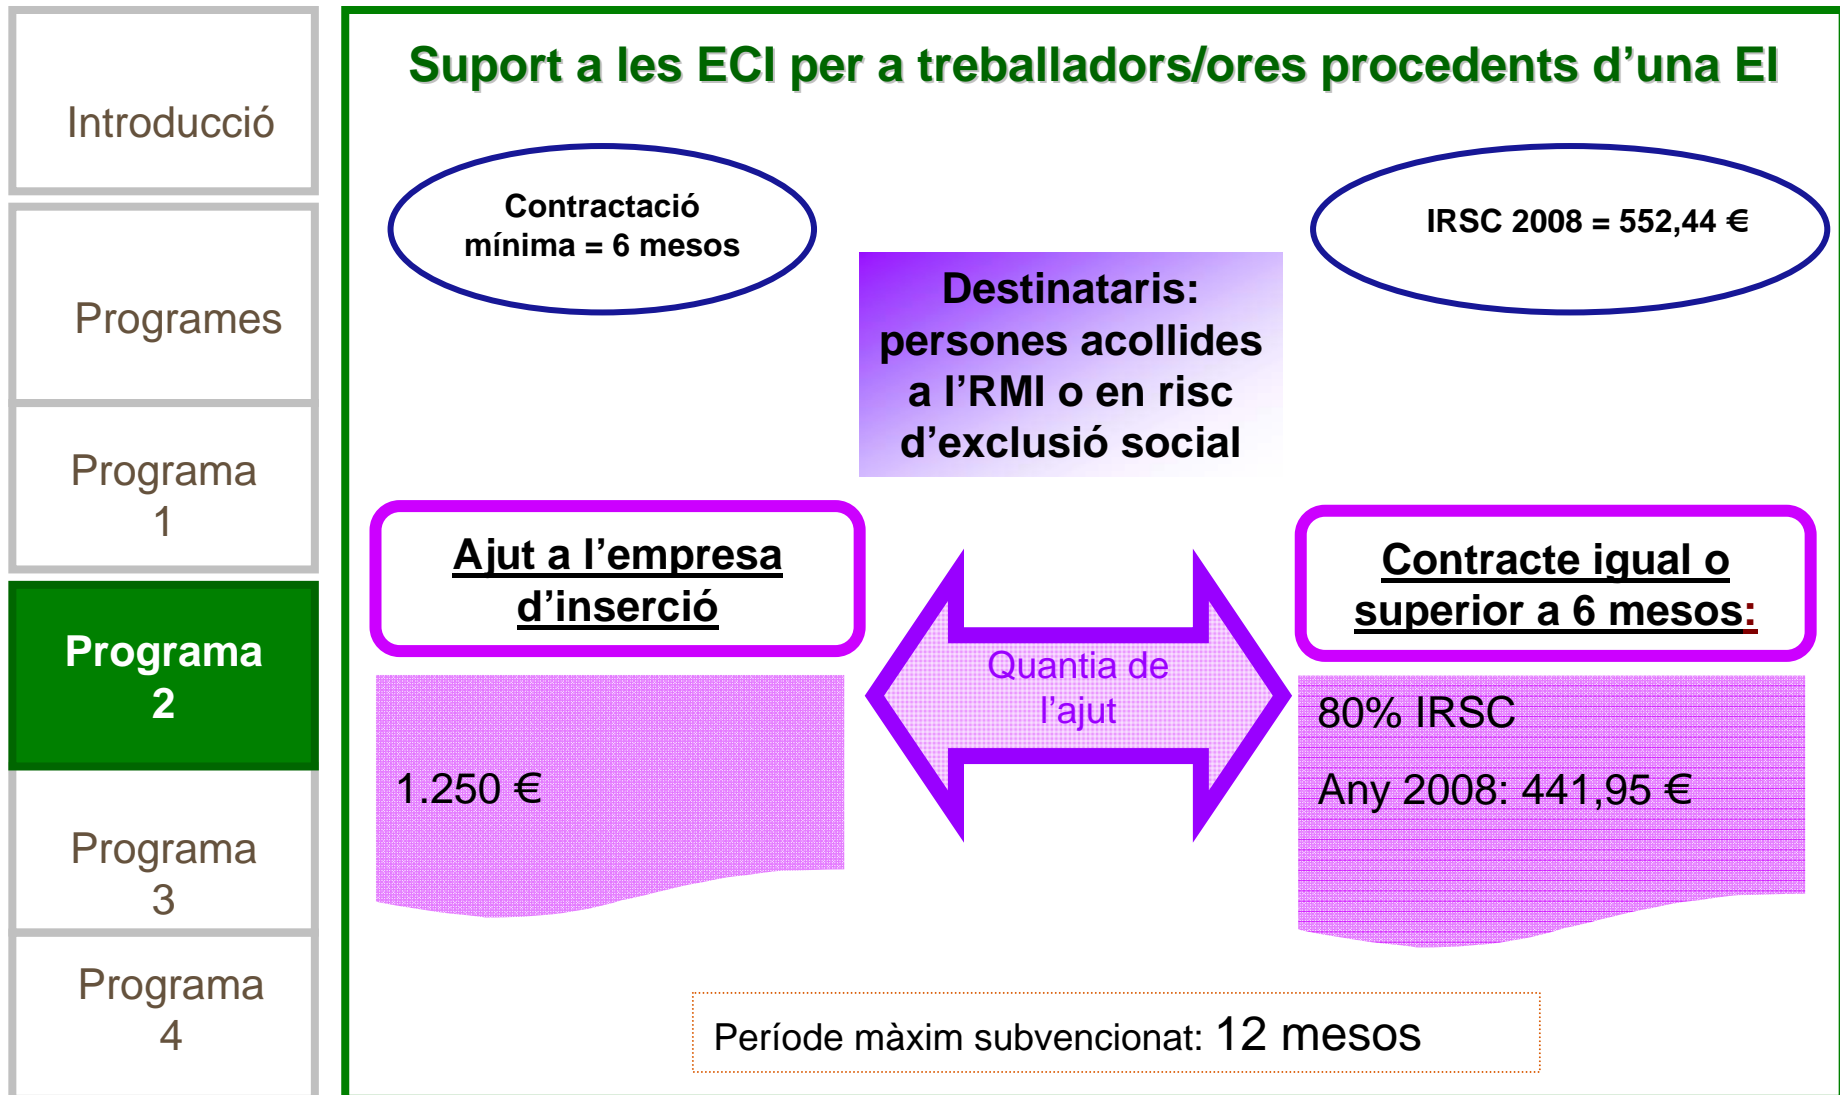 Introducció
Programes
Programa
1
Programa
2
Programa
3
Programa
4
Suport a les ECI per a treballadors/ores procedents d’una EI
Contractació
mínima = 6 mesos
IRSC 2008 = 552,44 €
Destinataris:
persones acollides
a l’RMI o en risc
d’exclusió social
Ajut a l’empresa
d’inserció
1.250 €
Quantia de
l’ajut
Contracte igual o
superior a 6 mesos:
80% IRSC
Any 2008: 441,95 €
Període màxim subvencionat: 12 mesos